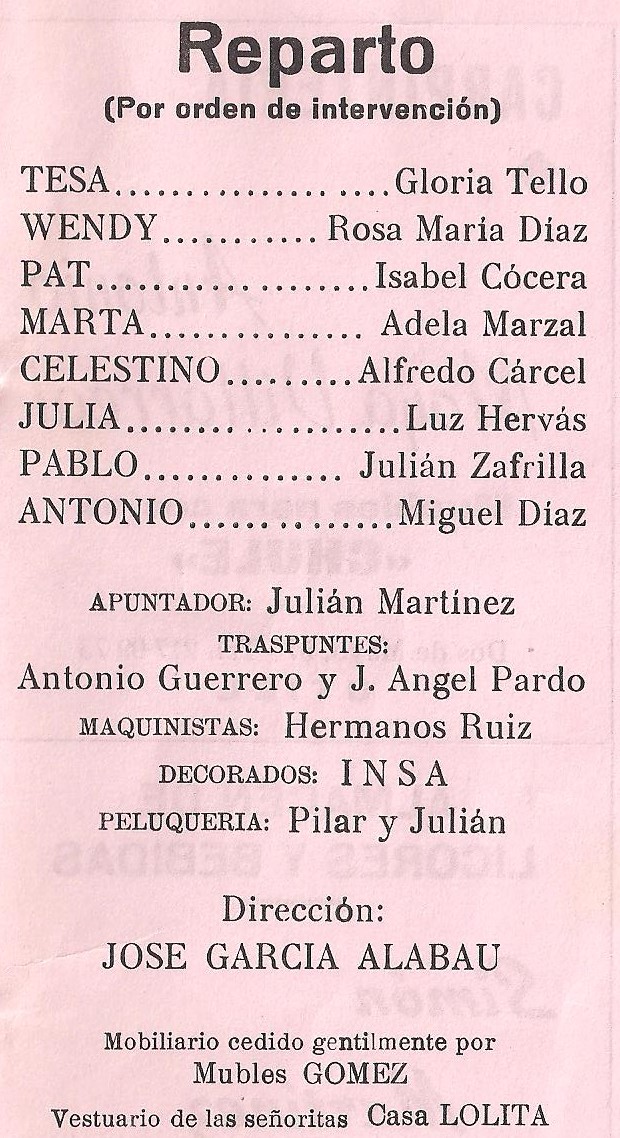 Reparto
(Por orden de intervención)
TESA.............. ....Gloria Tello
WENDY........... Rosa María Díaz
PAT...................Isabel Cócera
MARTA............... Adela Marzal
CELESTINO..........Alfredo Cárcel
JULIA........ ............Luz Hervás
PABLO.............. Julián Zafrilla
ANTONIO...............Miguel Díaz
APUNTADOR: Julián Martínez
TRASPUNTES:
Antonio Guerrero y J. Angel Pardo
MAQUINISTAS: Hermanos Ruiz
DECORADOS: I N S A
PELUQUERIA: Pilar y Julián
Dirección:
JOSE GARCIA ALABAU
Mobiliario cedido gentilmente por
Mubles GOMEZ
Vestuario de las señoritas Casa LOLITA